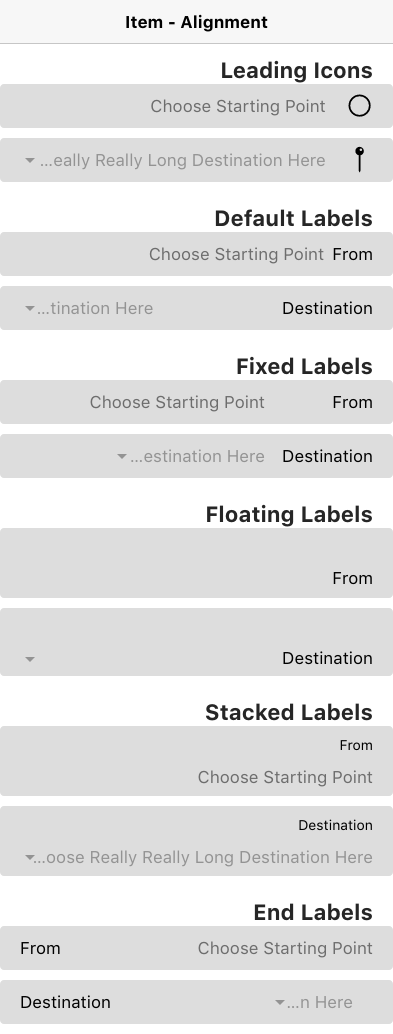 Item - Alignment
Leading Icons
Choose Starting Point
...eally Really Long Destination Here
Default Labels
Choose Starting Point From
...tination Here Destination
Fixed Labels
Choose Starting Point From
...estination Here Destination
Floating Labels
From
Destination
Stacked Labels
From
Choose Starting Point
Destination
...oose Really Really Long Destination Here
End Labels
From Choose Starting Point
Destination ...n Here